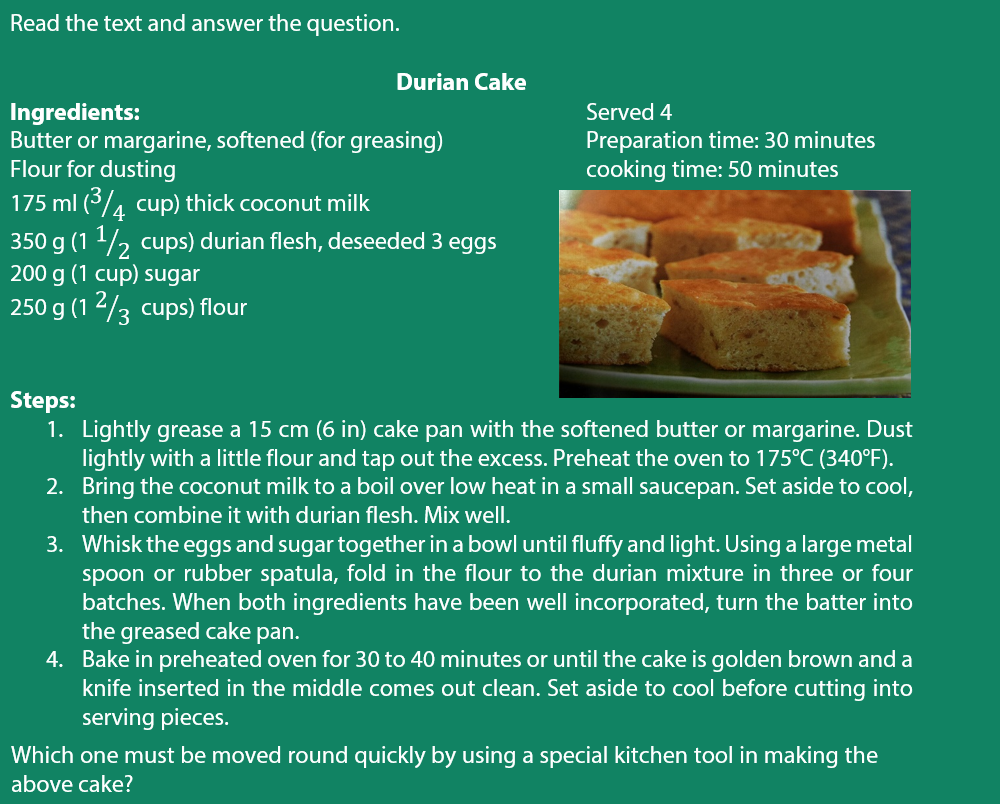 Read the text and answer the question.
Durian Cake
Ingredients:
Butter or margarine, softened (for greasing)
Flour for dusting
175 ml (3/4 cup) thick coconut milk
350 g (1 1/2 cups) durian flesh, deseeded 3 eggs
200 g (1 cup) sugar
250 g (1 2/3 cups) flour
Served 4
Preparation time: 30 minutes
cooking time: 50 minutes
Steps:
1. Lightly grease a 15 cm (6 in) cake pan with the softened butter or margarine. Dust
lightly with a little flour and tap out the excess. Preheat the oven to 175°C (340°F).
2. Bring the coconut milk to a boil over low heat in a small saucepan. Set aside to cool,
then combine it with durian flesh. Mix well.
3. Whisk the eggs and sugar together in a bowl until fluffy and light. Using a large metal
spoon or rubber spatula, fold in the flour to the durian mixture in three or four
batches. When both ingredients have been well incorporated, turn the batter into
the greased cake pan.
4. Bake in preheated oven for 30 to 40 minutes or until the cake is golden brown and a
knife inserted in the middle comes out clean. Set aside to cool before cutting into
serving pieces.
Which one must be moved round quickly by using a special kitchen tool in making the
above cake?